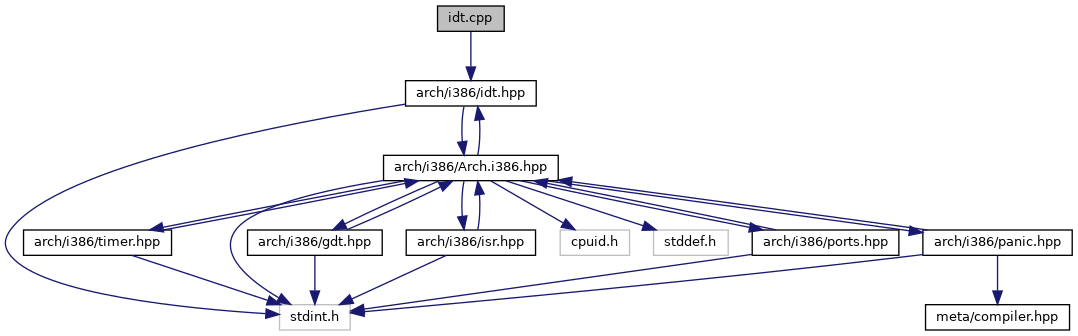 idt.cpp
arch/i386/idt.hpp
arch/i386/Arch.i386.hpp
arch/i386/timer.hpp
arch/i386/gdt.hpp
arch/i386/isr.hpp
cpuid.h
stddef.h
arch/i386/ports.hpp
arch/i386/panic.hpp
stdint.h
meta/compiler.hpp